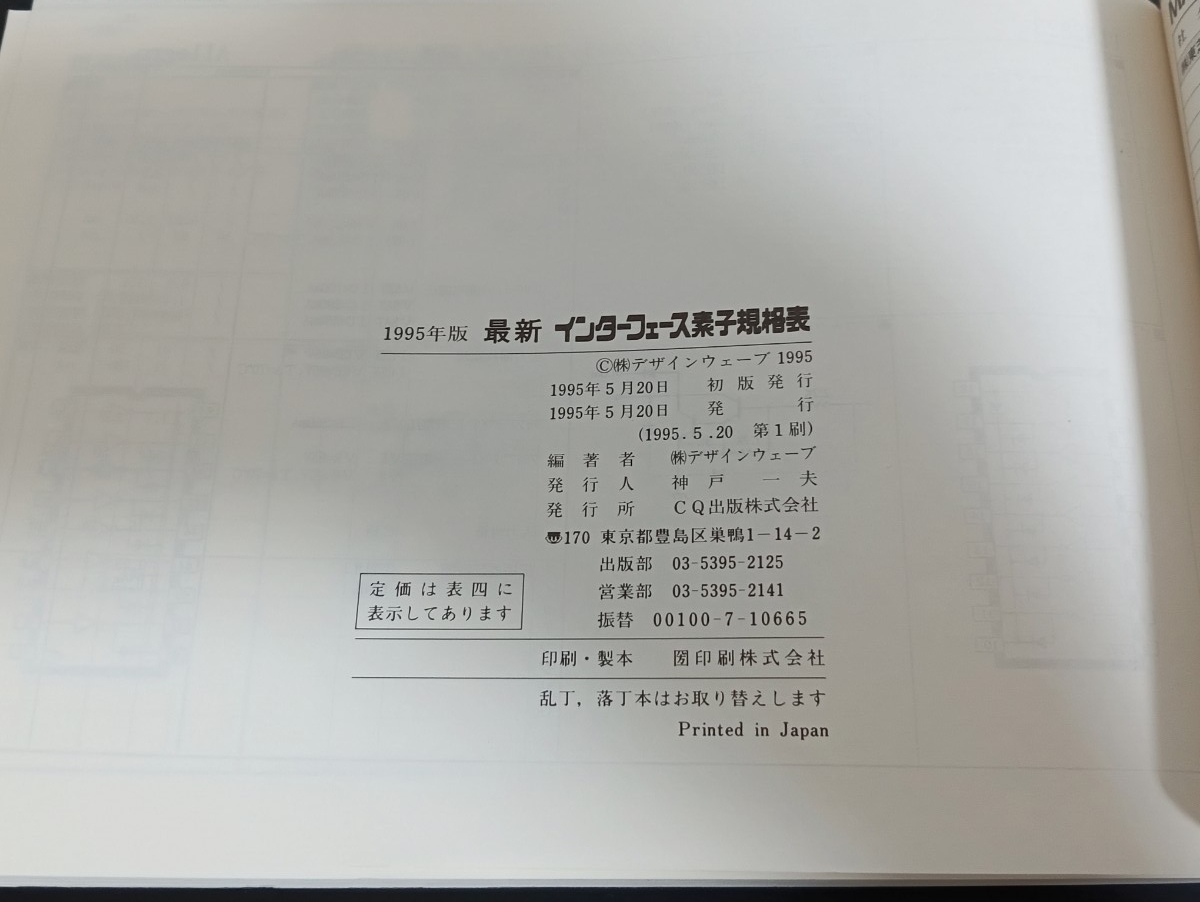 1995年版 最新 インターフェース素子規格表
Ⓒ㈱デザインウェーブ 1995
1995年5月20日 初版発行
1995年5月20日 発行
(1995.5.20 第1刷)
編著者 ㈱デザインウェーブ
発行人 神戸一夫
発行所 CQ出版株式会社
〠170 東京都豊島区巣鴨1-14-2
出版部 03-5395-2125
営業部 03-5395-2141
振替 00100-7-10665
定価は表四に
表示してあります
印刷・製本 圀印刷株式会社
乱丁，落丁本はお取り替えします
Printed in Japan